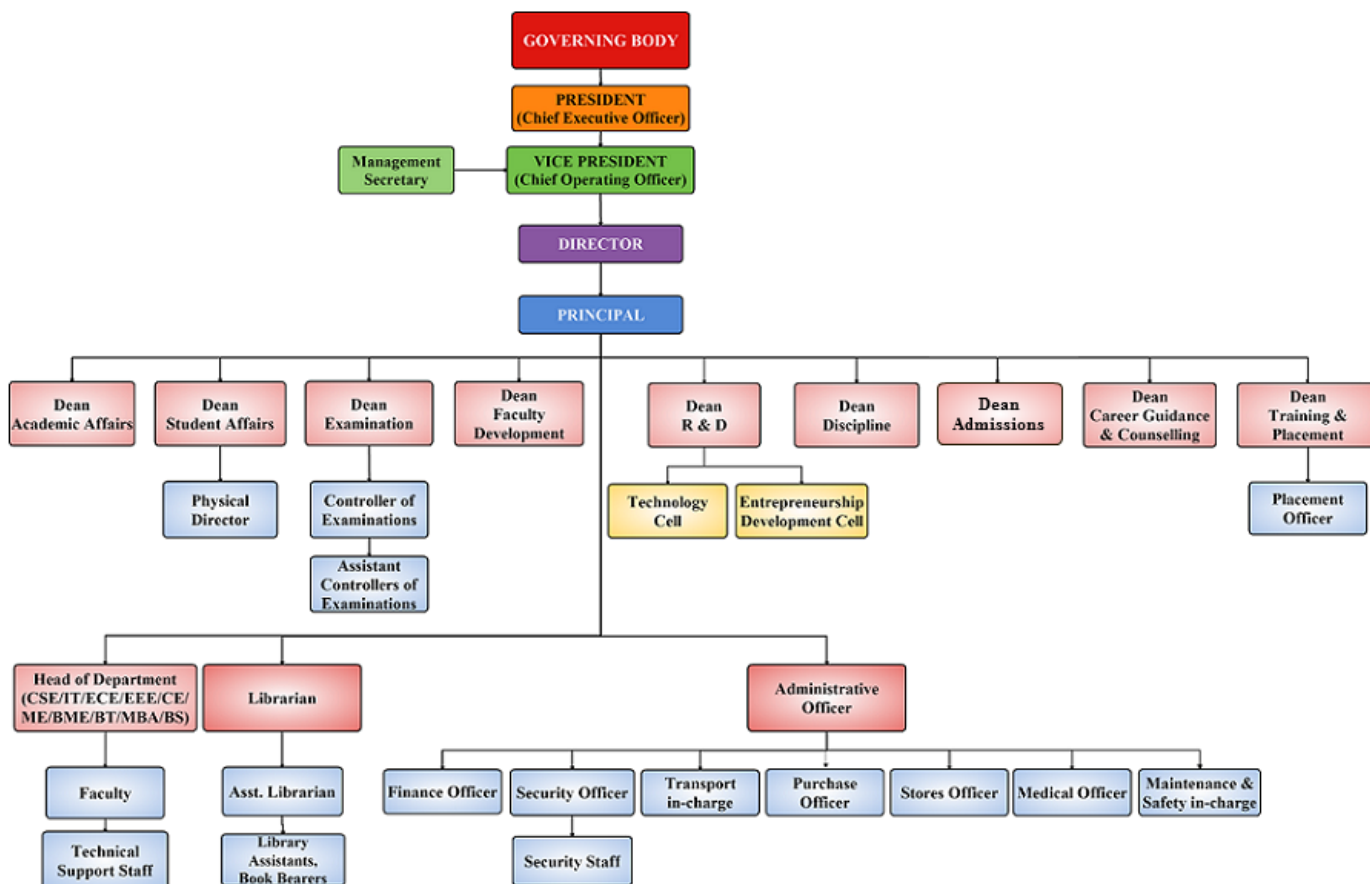 GOVERNING BODY
PRESIDENT
(Chief Executive Officer)
Management
Secretary
VICE PRESIDENT
(Chief Operating Officer)
DIRECTOR
PRINCIPAL
Dean
Academic Affairs
Dean
Student Affairs
Dean
Examination
Dean
Faculty
Development
Dean
R & D
Dean
Discipline
Dean
Admissions
Dean
Career Guidance
& Counselling
Dean
Training &
Placement
Physical
Director
Controller of
Examinations
Technology
Cell
Entrepreneurship
Development Cell
Placement
Officer
Assistant
Controllers of
Examinations
Head of Department
(CSE/IT/ECE/EEE/CE/
ME/BME/BT/MBA/BS)
Librarian
Administrative
Officer
Faculty
Asst. Librarian
Finance Officer
Security Officer
Transport
in-charge
Purchase
Officer
Stores Officer
Medical Officer
Maintenance &
Safety in-charge
Technical
Support Staff
Library
Assistants,
Book Bearers
Security Staff